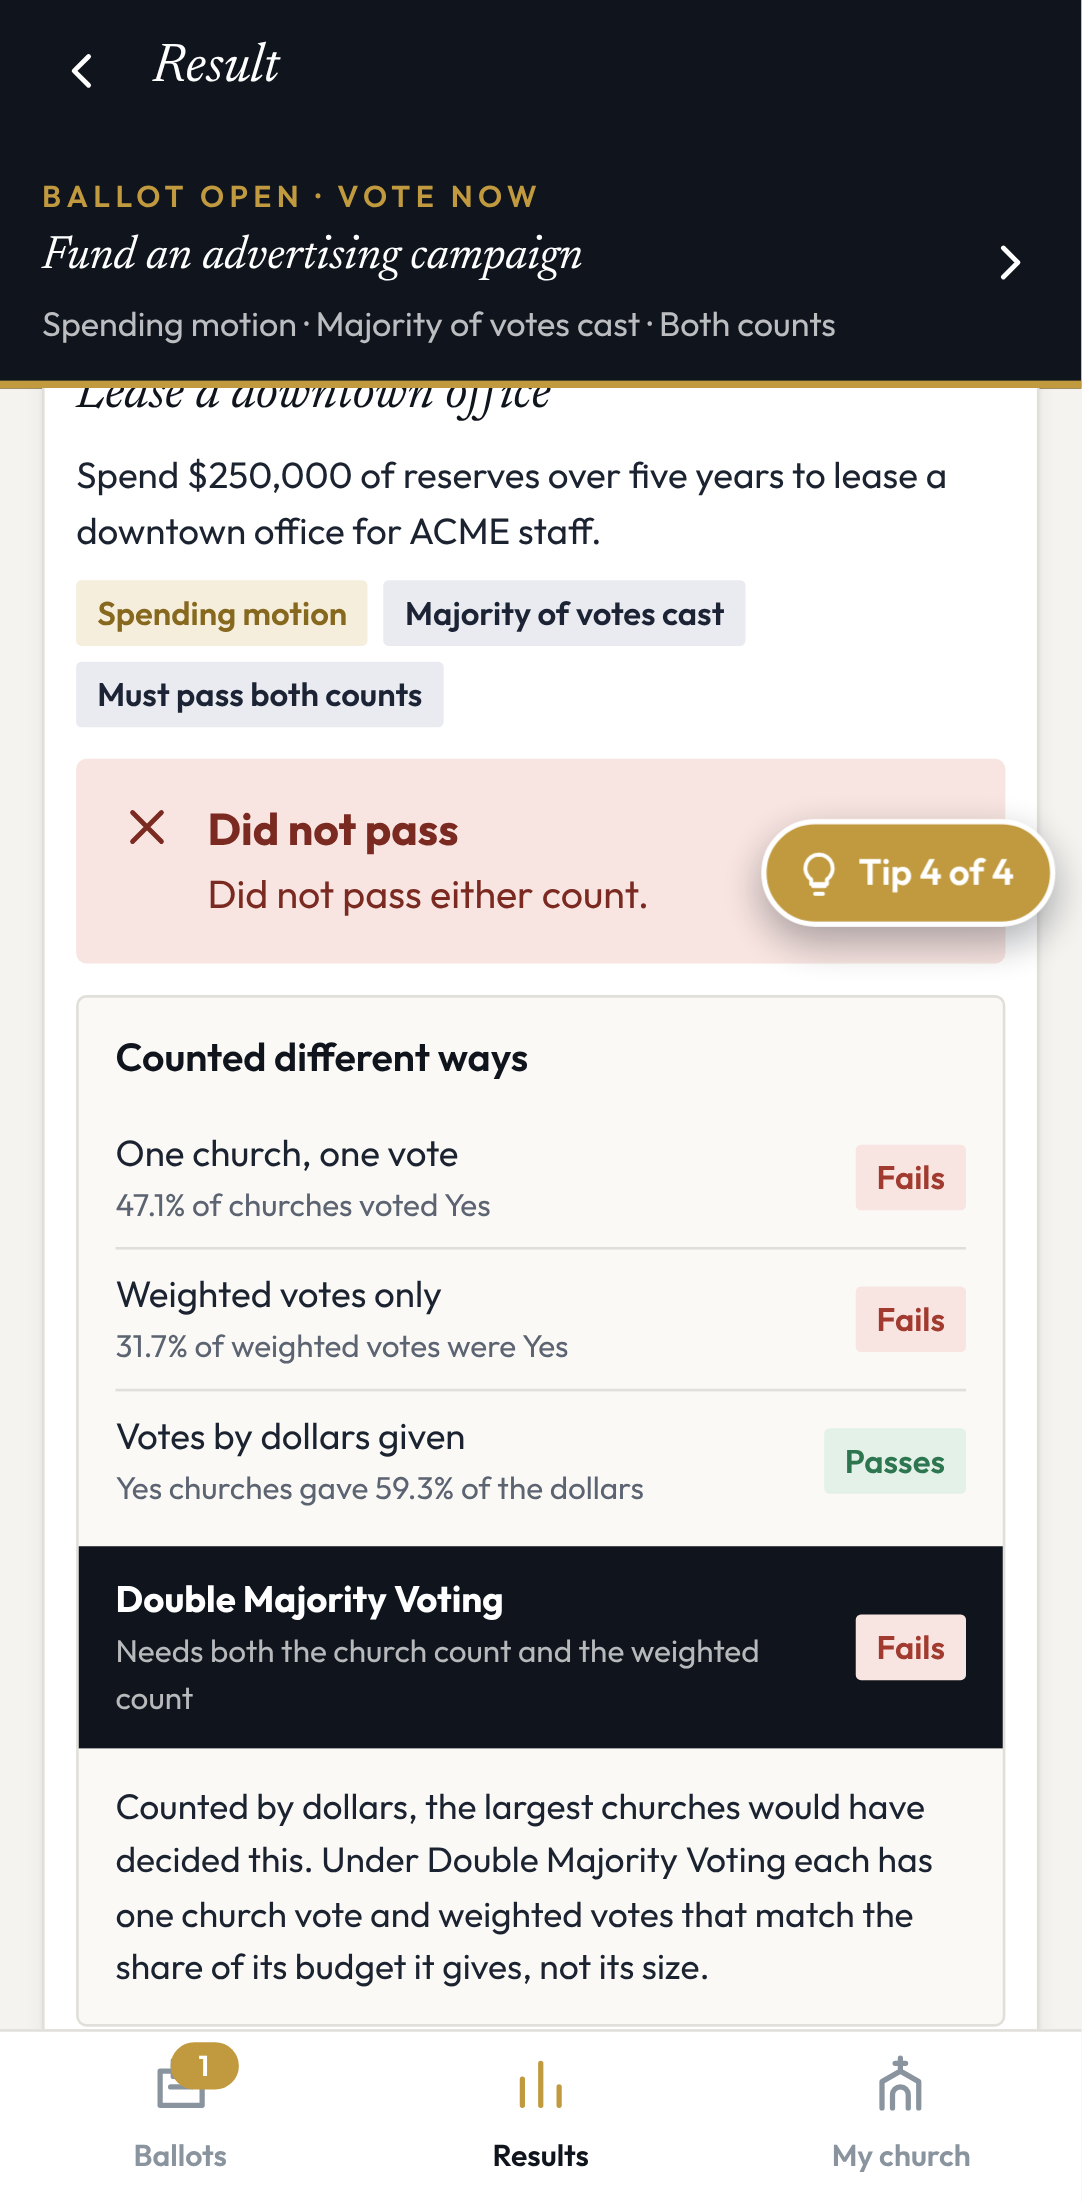 Result
BALLOT OPEN · VOTE NOW
Fund an advertising campaign
Spending motion · Majority of votes cast · Both counts
Lease a downtown office
Spend $250,000 of reserves over five years to lease a
downtown office for ACME staff.
Spending motion
Majority of votes cast
Must pass both counts
Did not pass
Did not pass either count.
Tip 4 of 4
Counted different ways
One church, one vote
47.1% of churches voted Yes
Fails
Weighted votes only
31.7% of weighted votes were Yes
Fails
Votes by dollars given
Yes churches gave 59.3% of the dollars
Passes
Double Majority Voting
Needs both the church count and the weighted
count
Fails
Counted by dollars, the largest churches would have
decided this. Under Double Majority Voting each has
one church vote and weighted votes that match the
share of its budget it gives, not its size.
1
Ballots
Results
My church